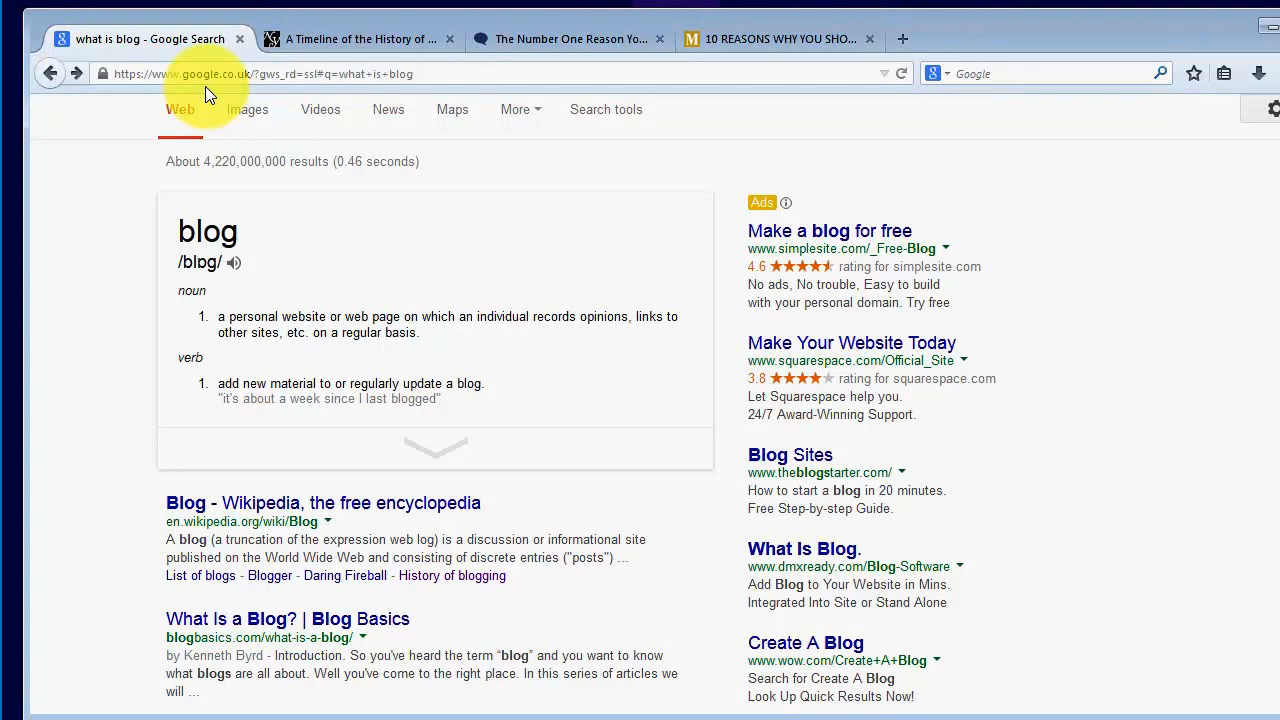 what is blog - Google Search
A Timeline of the History of ...
The Number One Reason Yo...
10 REASONS WHY YOU SHO...
https://www.google.co.uk/?gws_rd=ssl#q=what+is+blog
Google
Web Images Videos News Maps More Search tools
About 4,220,000,000 results (0.46 seconds)
blog
/blɒɡ/
noun
1. a personal website or web page on which an individual records opinions, links to
other sites, etc. on a regular basis.
verb
1. add new material to or regularly update a blog.
"it's about a week since I last blogged"
Blog - Wikipedia, the free encyclopedia
en.wikipedia.org/wiki/Blog
A blog (a truncation of the expression web log) is a discussion or informational site
published on the World Wide Web and consisting of discrete entries ("posts") ...
List of blogs - Blogger - Daring Fireball - History of blogging
What Is a Blog? | Blog Basics
blogbasics.com/what-is-a-blog/
by Kenneth Byrd - Introduction. So you've heard the term “blog” and you want to know
what blogs are all about. Well you've come to the right place. In this series of articles we
will ...
Ads
Make a blog for free
www.simplesite.com/_Free-Blog
4.6 ★★★★★ rating for simplesite.com
No ads, No trouble, Easy to build
with your personal domain. Try free
Make Your Website Today
www.squarespace.com/Official_Site
3.8 ★★★★★ rating for squarespace.com
Let Squarespace help you.
24/7 Award-Winning Support.
Blog Sites
www.theblogstarter.com/
How to start a blog in 20 minutes.
Free Step-by-step Guide.
What Is Blog.
www.dmxready.com/Blog-Software
Add Blog to Your Website in Mins.
Integrated Into Site or Stand Alone
Create A Blog
www.wow.com/Create+A+Blog
Search for Create A Blog
Look Up Quick Results Now!